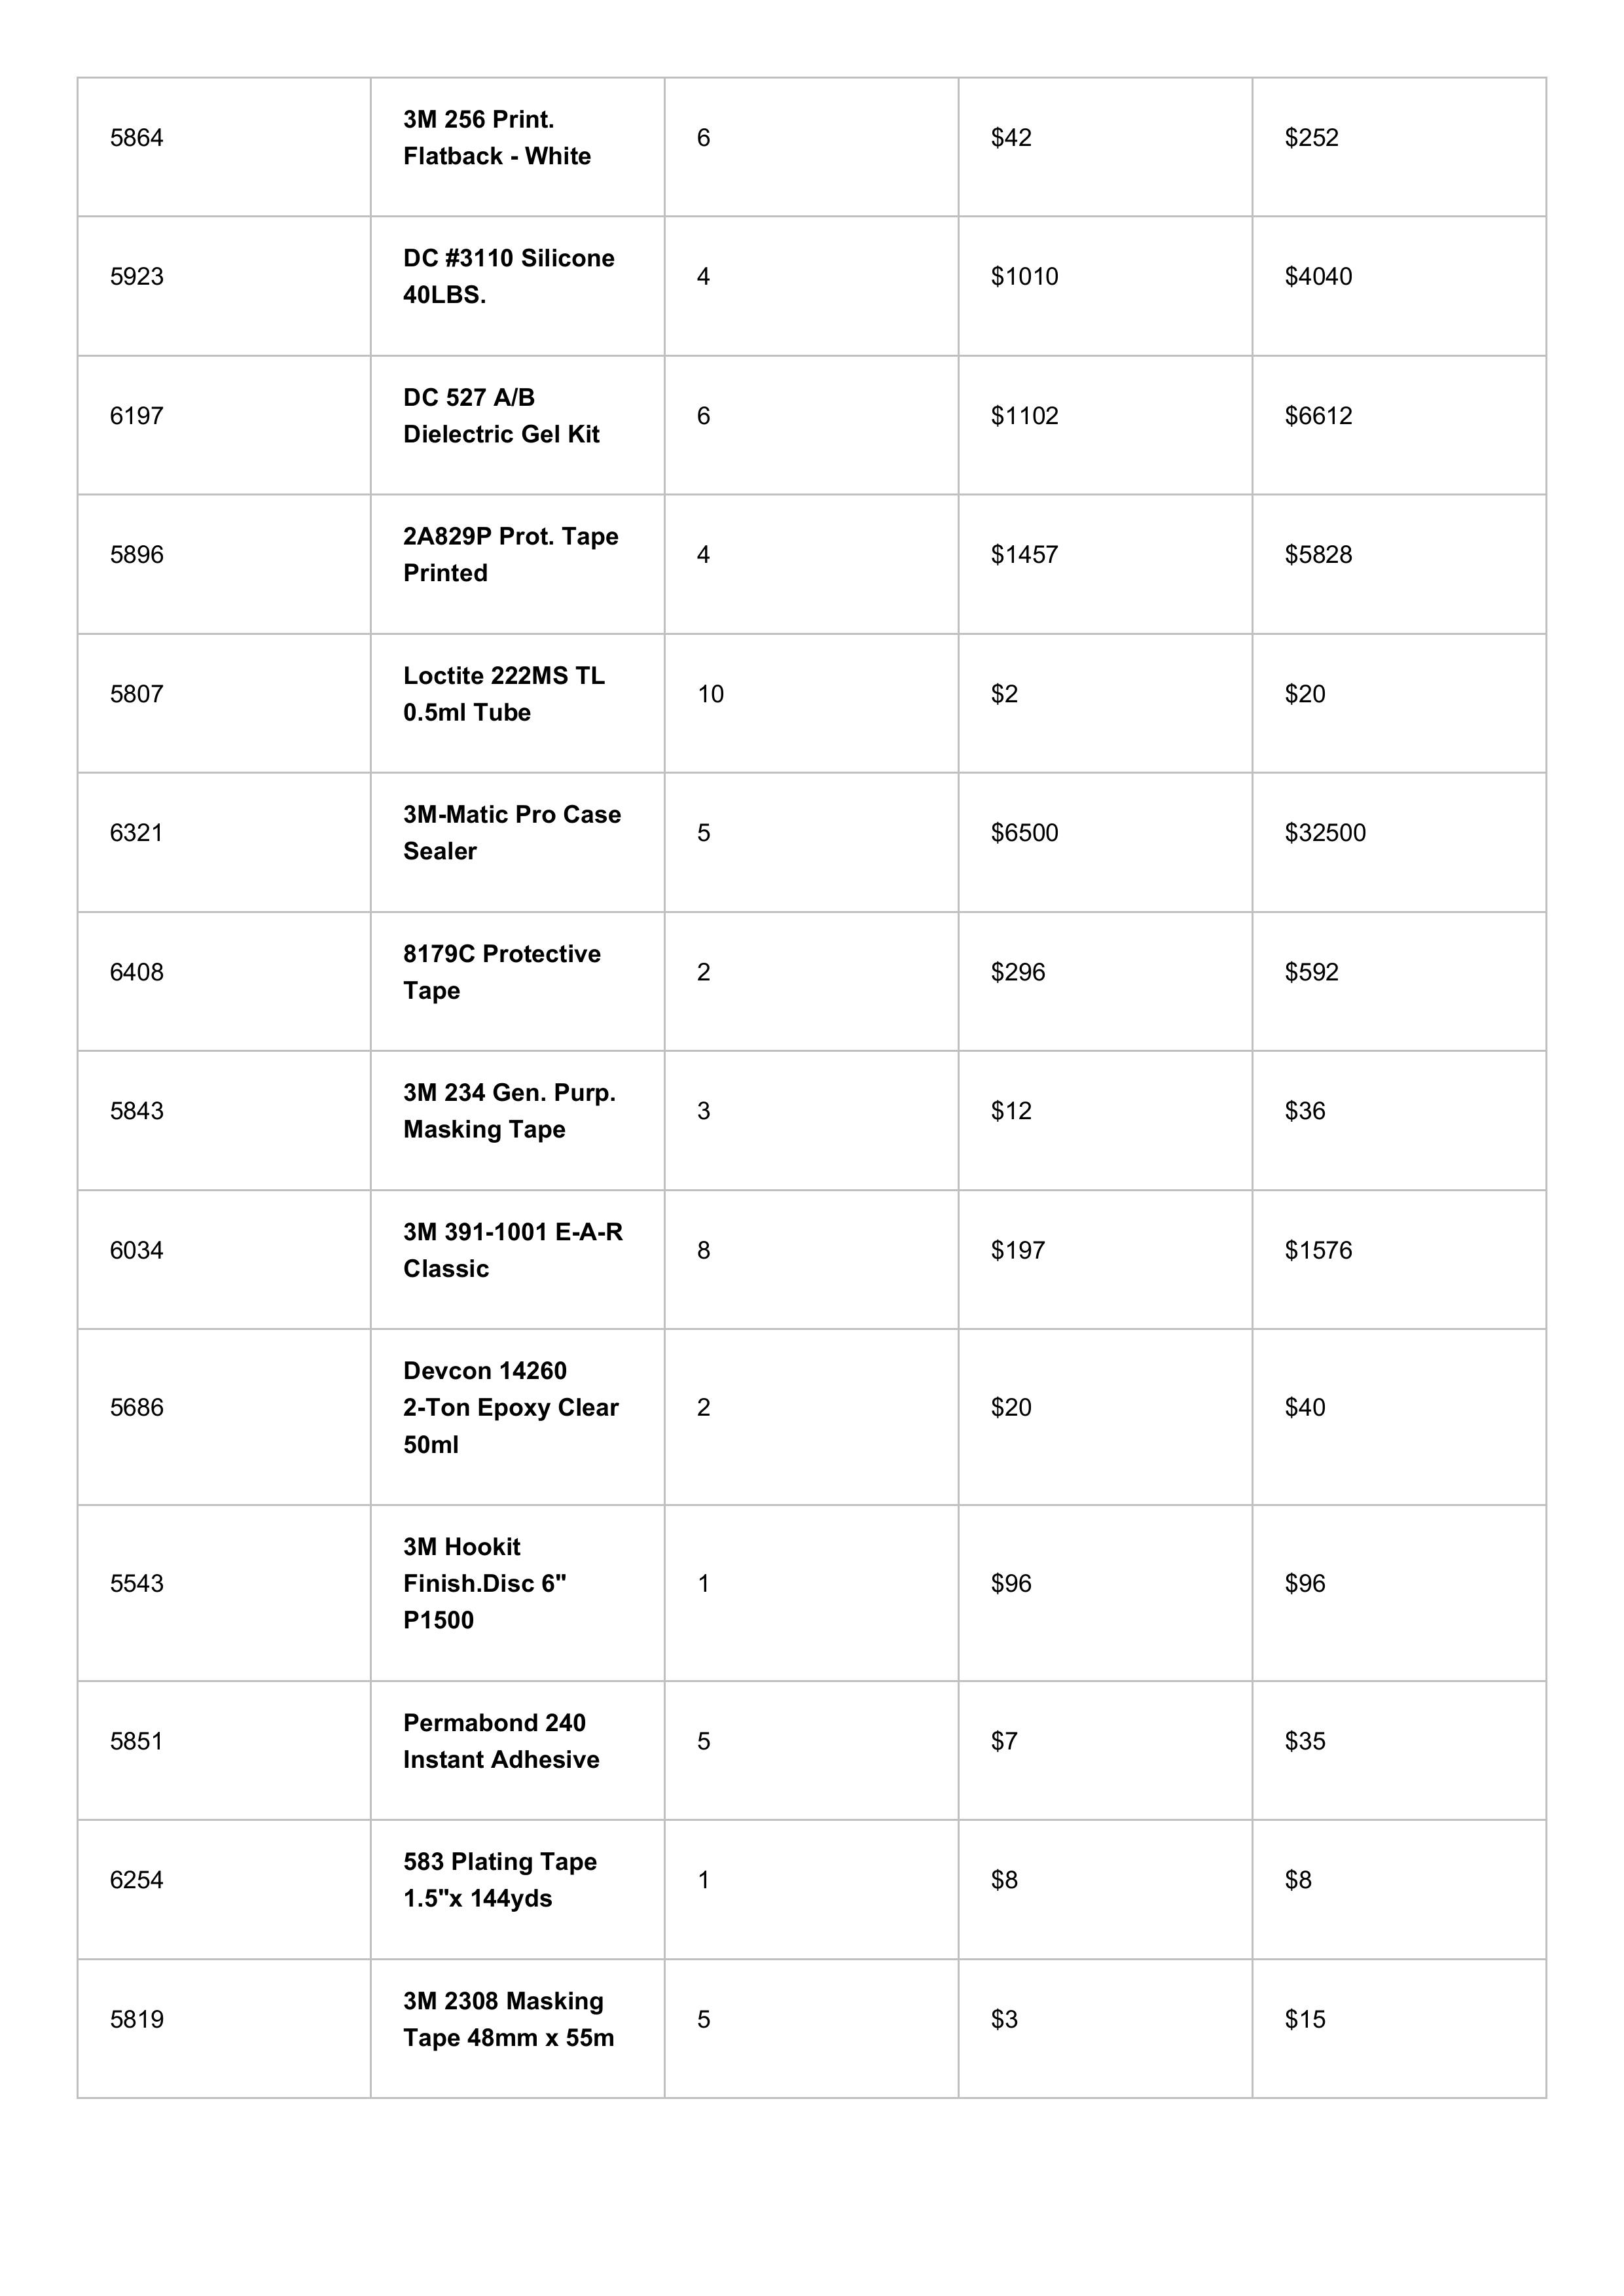 5864
3M 256 Print.
Flatback - White
6
$42
$252
5923
DC #3110 Silicone
40LBS.
4
$1010
$4040
6197
DC 527 A/B
Dielectric Gel Kit
6
$1102
$6612
5896
2A829P Prot. Tape
Printed
4
$1457
$5828
5807
Loctite 222MS TL
0.5ml Tube
10
$2
$20
6321
3M-Matic Pro Case
Sealer
5
$6500
$32500
6408
8179C Protective
Tape
2
$296
$592
5843
3M 234 Gen. Purp.
Masking Tape
3
$12
$36
6034
3M 391-1001 E-A-R
Classic
8
$197
$1576
5686
Devcon 14260
2-Ton Epoxy Clear
50ml
2
$20
$40
5543
3M Hookit
Finish.Disc 6"
P1500
1
$96
$96
5851
Permabond 240
Instant Adhesive
5
$7
$35
6254
583 Plating Tape
1.5"x 144yds
1
$8
$8
5819
3M 2308 Masking
Tape 48mm x 55m
5
$3
$15